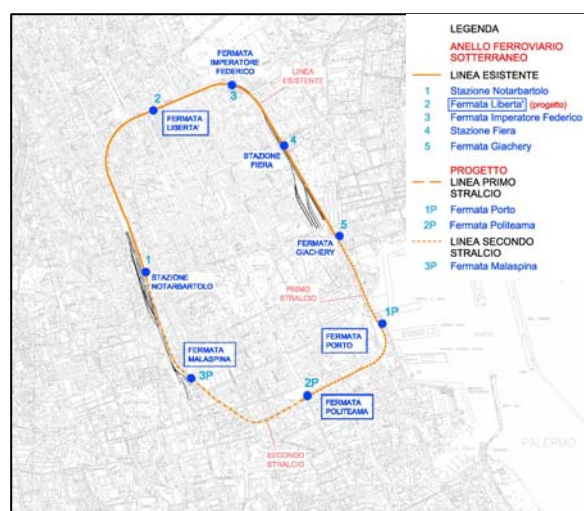 FERMATA
IMPERATORE
FEDERICO
LINEA
ESISTENTE
3
2
FERMATA
LIBERTA'
4
STAZIONE
FIERA
5
FERMATA
GIACHERY
1
STAZIONE
NOTARBARTOLO
PRIMO
STRALCIO
1P
FERMATA
PORTO
FERMATA
MALASPINA
3P
2P
FERMATA
POLITEAMA
SECONDO
STRALCIO
PALERMO
LEGENDA
ANELLO FERROVIARIO
SOTTERRANEO
LINEA ESISTENTE
1 Stazione Notarbartolo
2 Fermata Liberta' (progetto)
3 Fermata Imperatore Federico
4 Stazione Fiera
5 Fermata Giachery
PROGETTO
LINEA PRIMO
STRALCIO
1P Fermata Porto
2P Fermata Politeama
LINEA SECONDO
STRALCIO
3P Fermata Malaspina